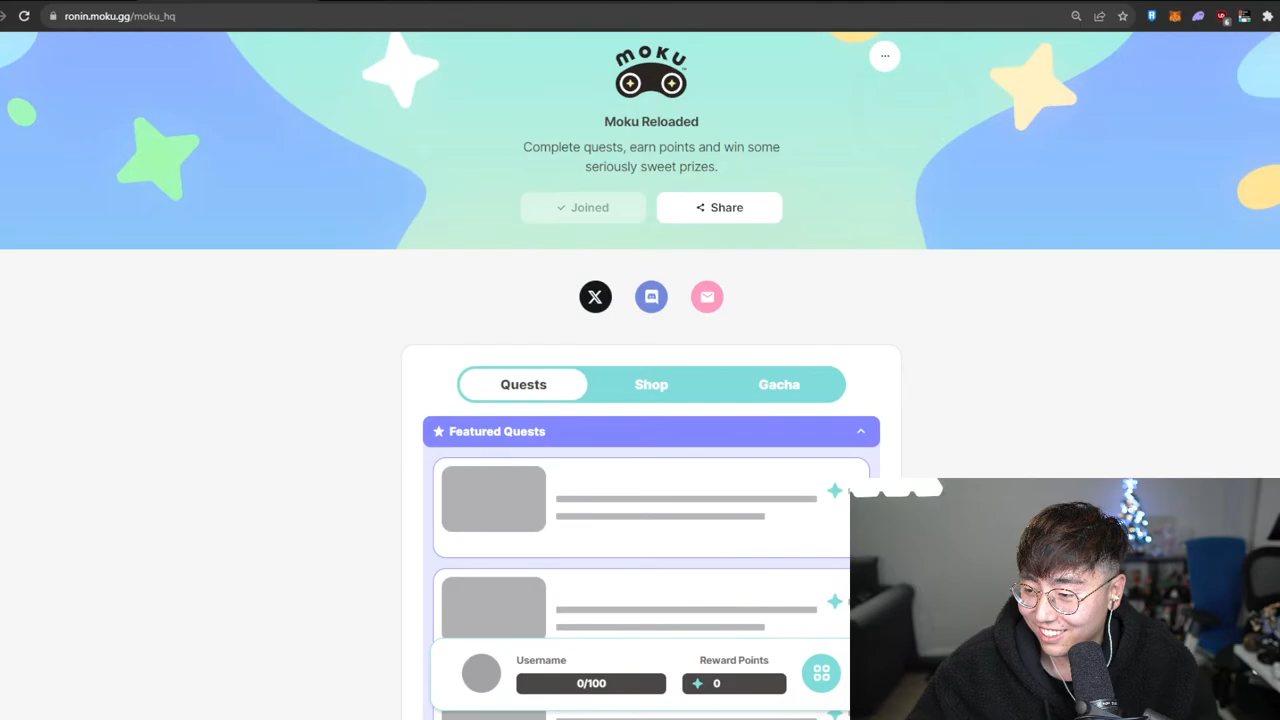 ronin.moku.gg/moku_hq
6
MOKU
Moku Reloaded
Complete quests, earn points and win some
seriously sweet prizes.
Joined
Share
Quests
Shop
Gacha
Featured Quests
Username
Reward Points
0/100
0